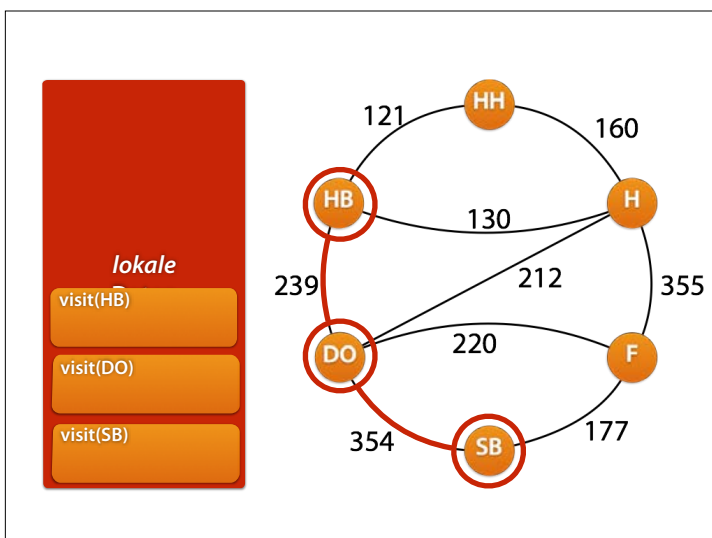 lokale
visit(HB)
visit(DO)
visit(SB)
HH
121
160
HB
H
130
239
212
355
DO
220
F
354
177
SB